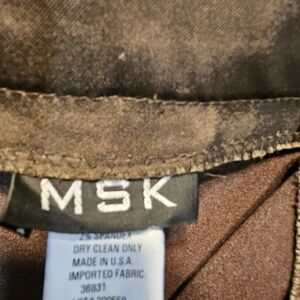 MSK
2% SPANDEX
DRY CLEAN ONLY
MADE IN U.S.A.
IMPORTED FABRIC
36831